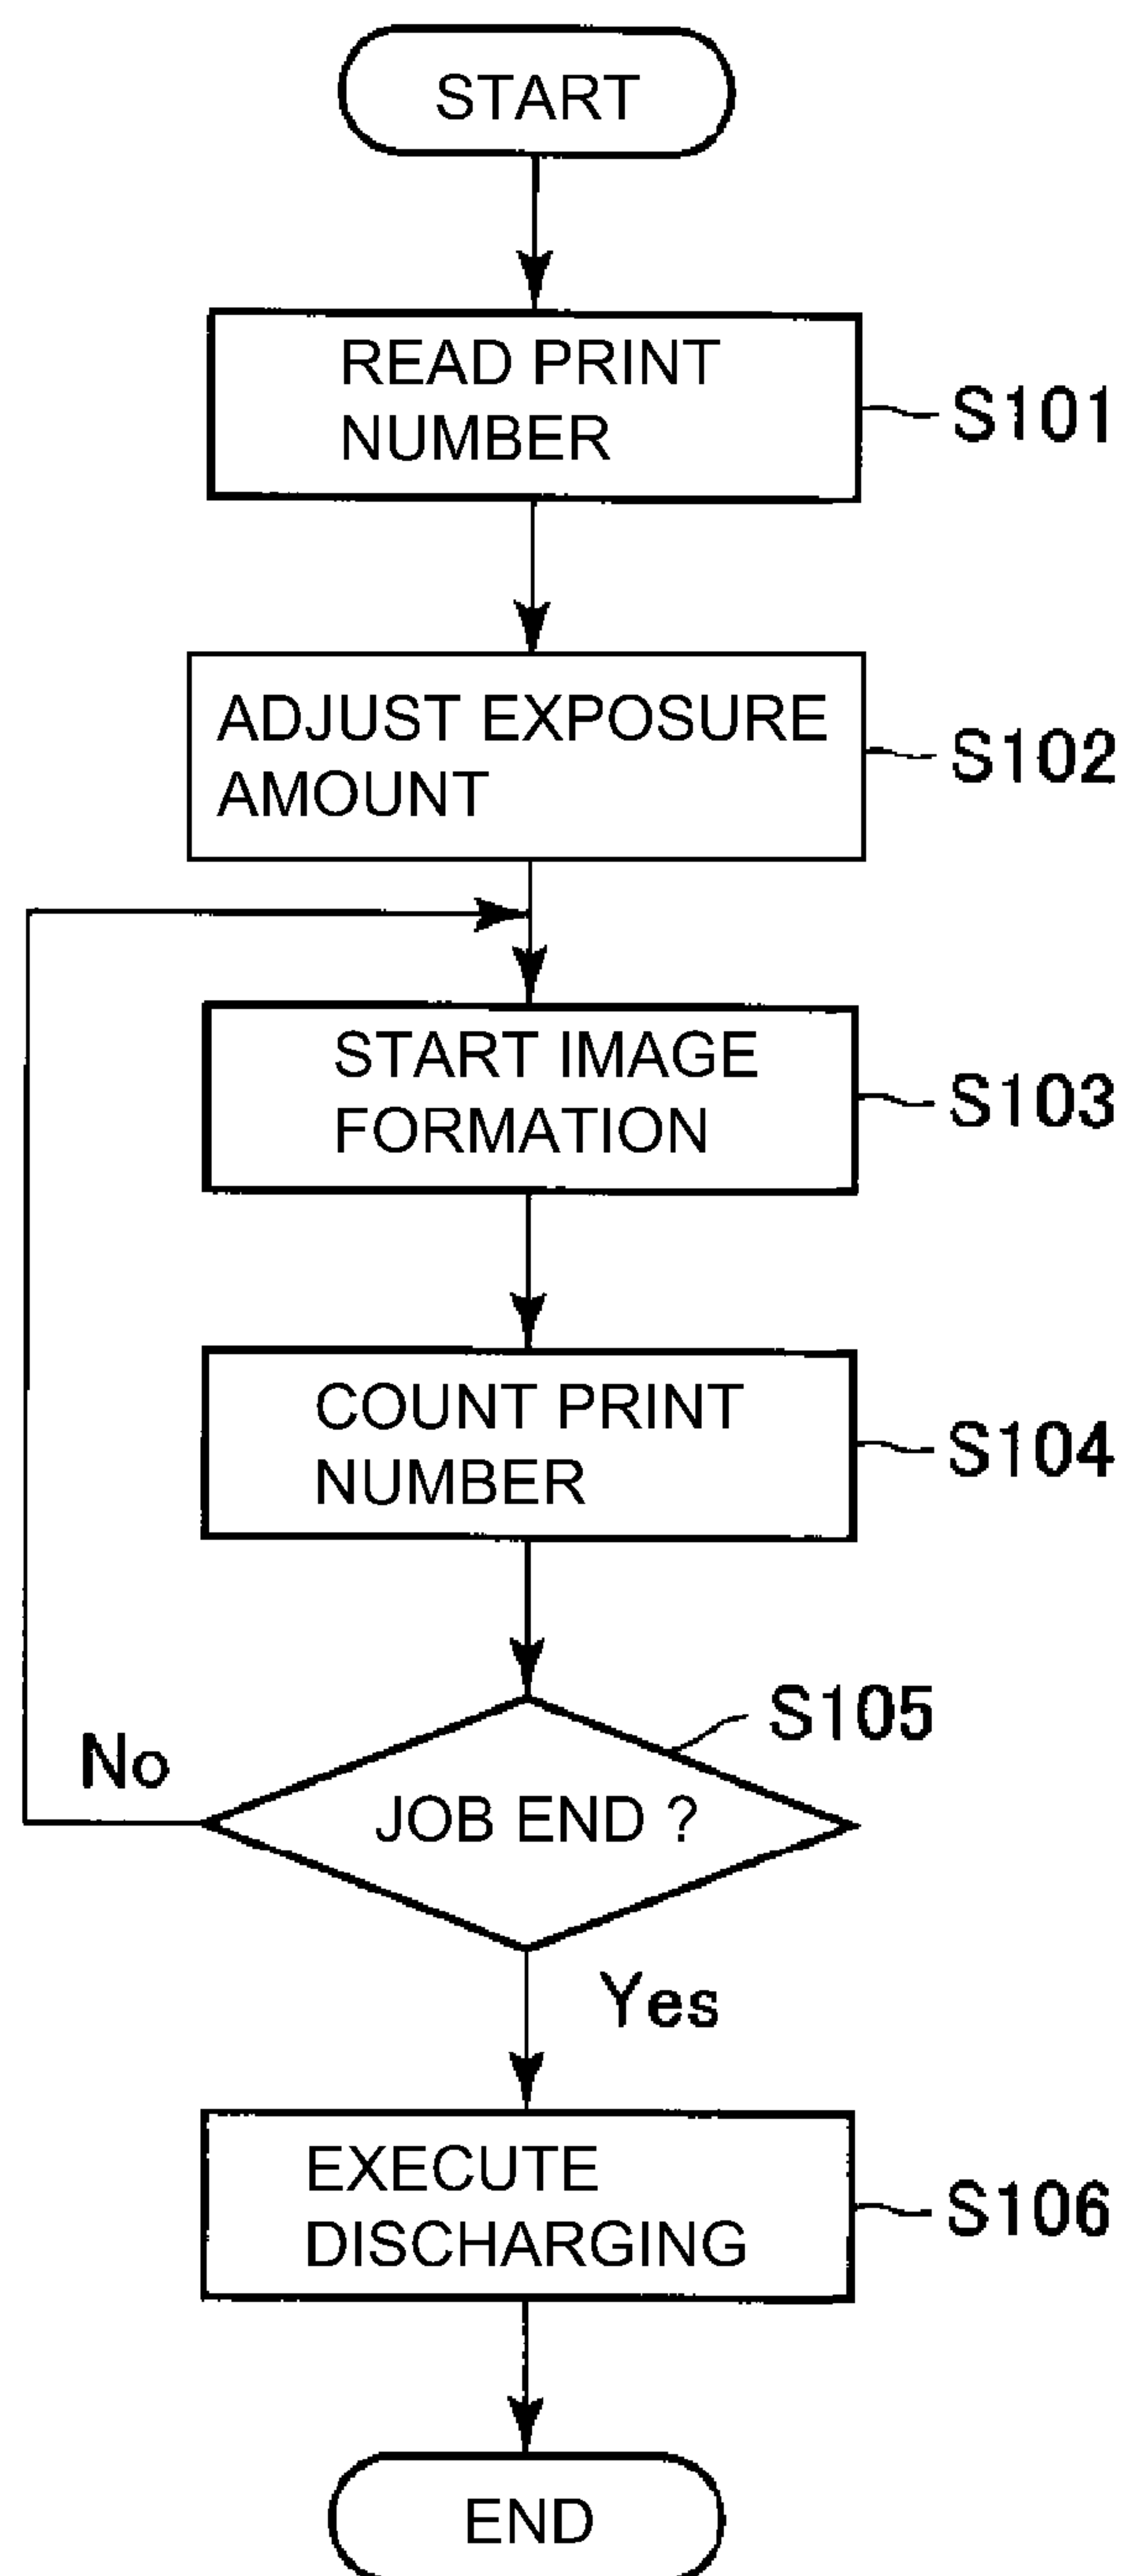 START
READ PRINT
NUMBER
S101
ADJUST EXPOSURE
AMOUNT
S102
START IMAGE
FORMATION
S103
COUNT PRINT
NUMBER
S104
S105
No
JOB END ?
Yes
EXECUTE
DISCHARGING
S106
END